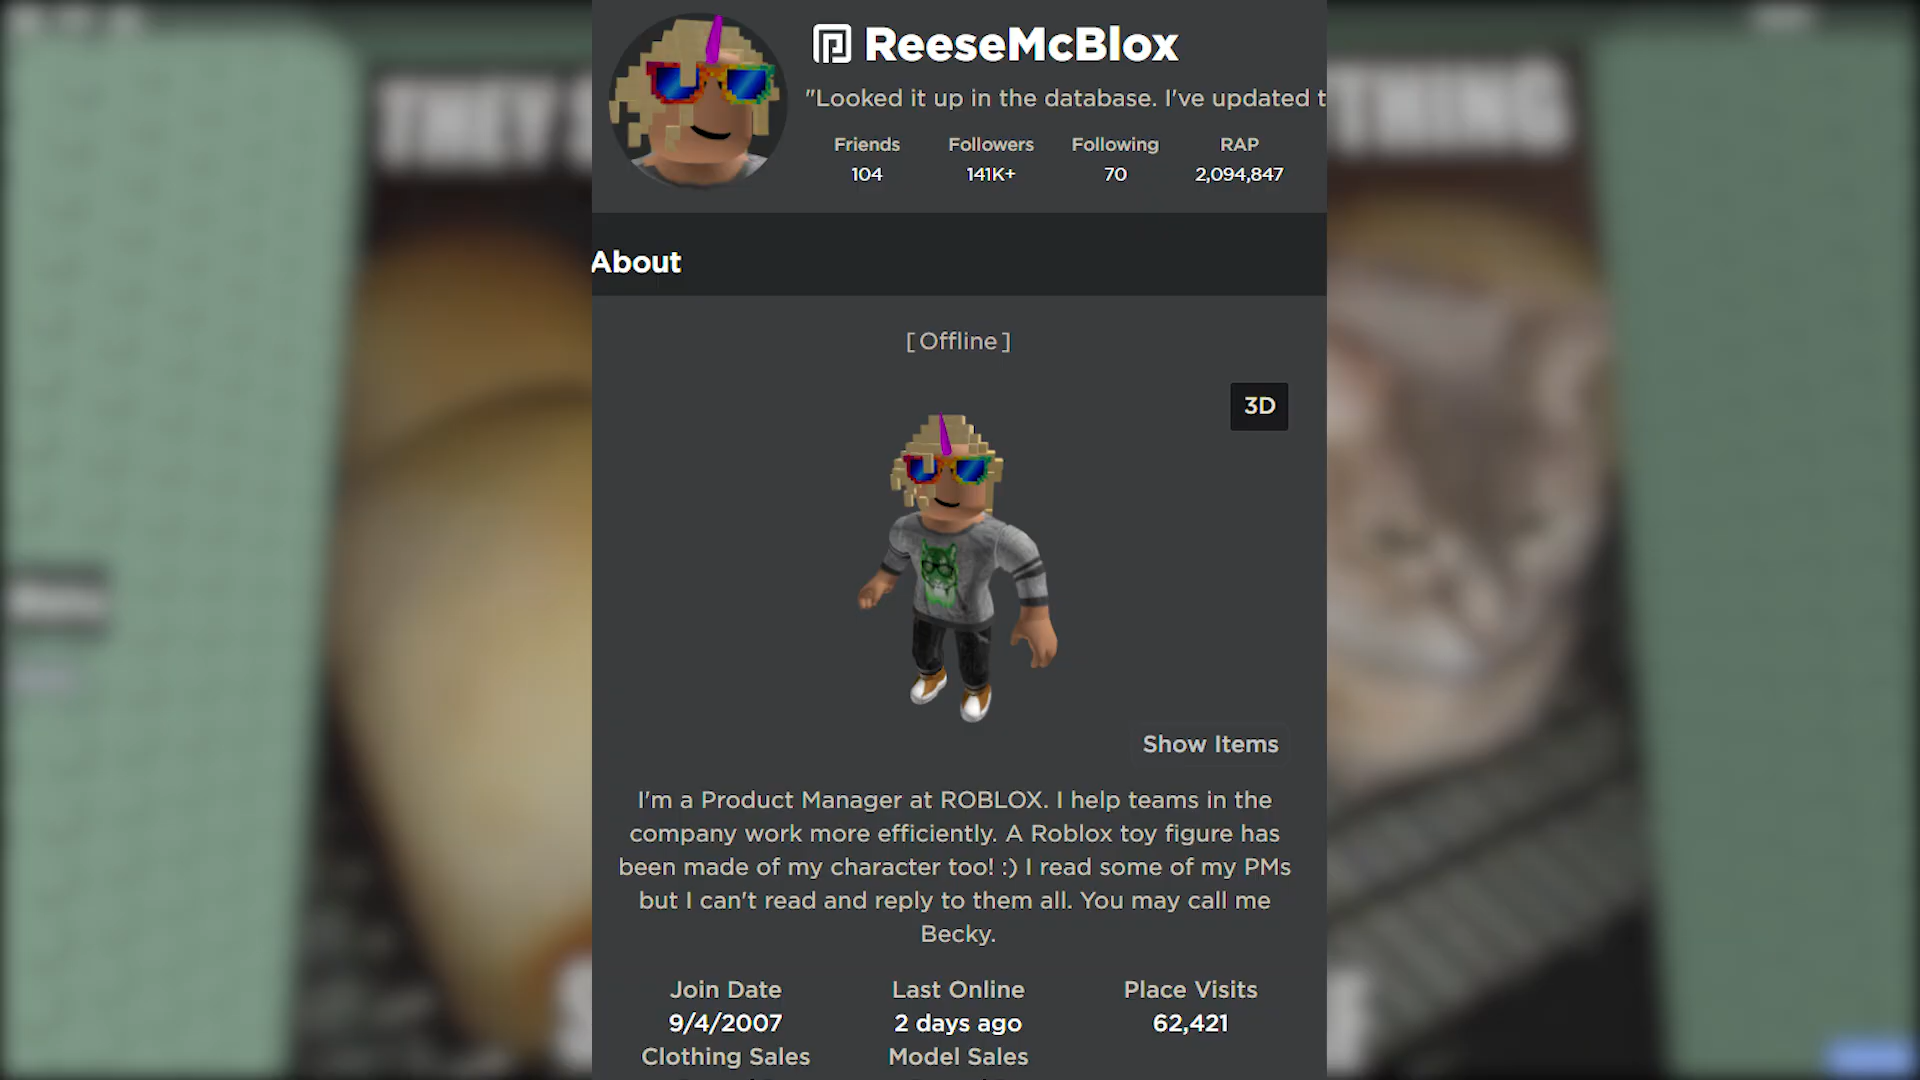 ReeseMcBlox
"Looked it up in the database. I've updated t
Friends Followers Following RAP
104 141K+ 70 2,094,847
About
[ Offline ]
3D
Show Items
I'm a Product Manager at ROBLOX. I help teams in the
company work more efficiently. A Roblox toy figure has
been made of my character too! :) I read some of my PMs
but I can't read and reply to them all. You may call me
Becky.
Join Date Last Online Place Visits
9/4/2007 2 days ago 62,421
Clothing Sales Model Sales
THEY S
THING